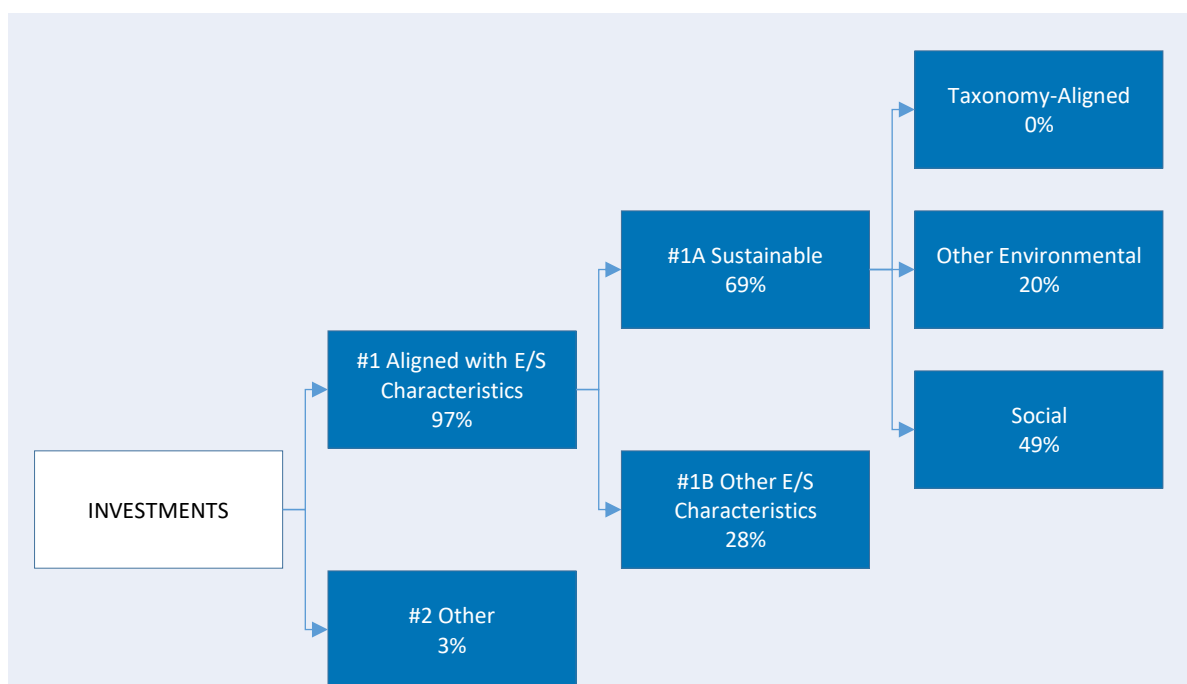 Taxonomy-Aligned
0%
#1A Sustainable
69%
Other Environmental
20%
#1 Aligned with E/S
Characteristics
97%
Social
49%
INVESTMENTS
#1B Other E/S
Characteristics
28%
#2 Other
3%